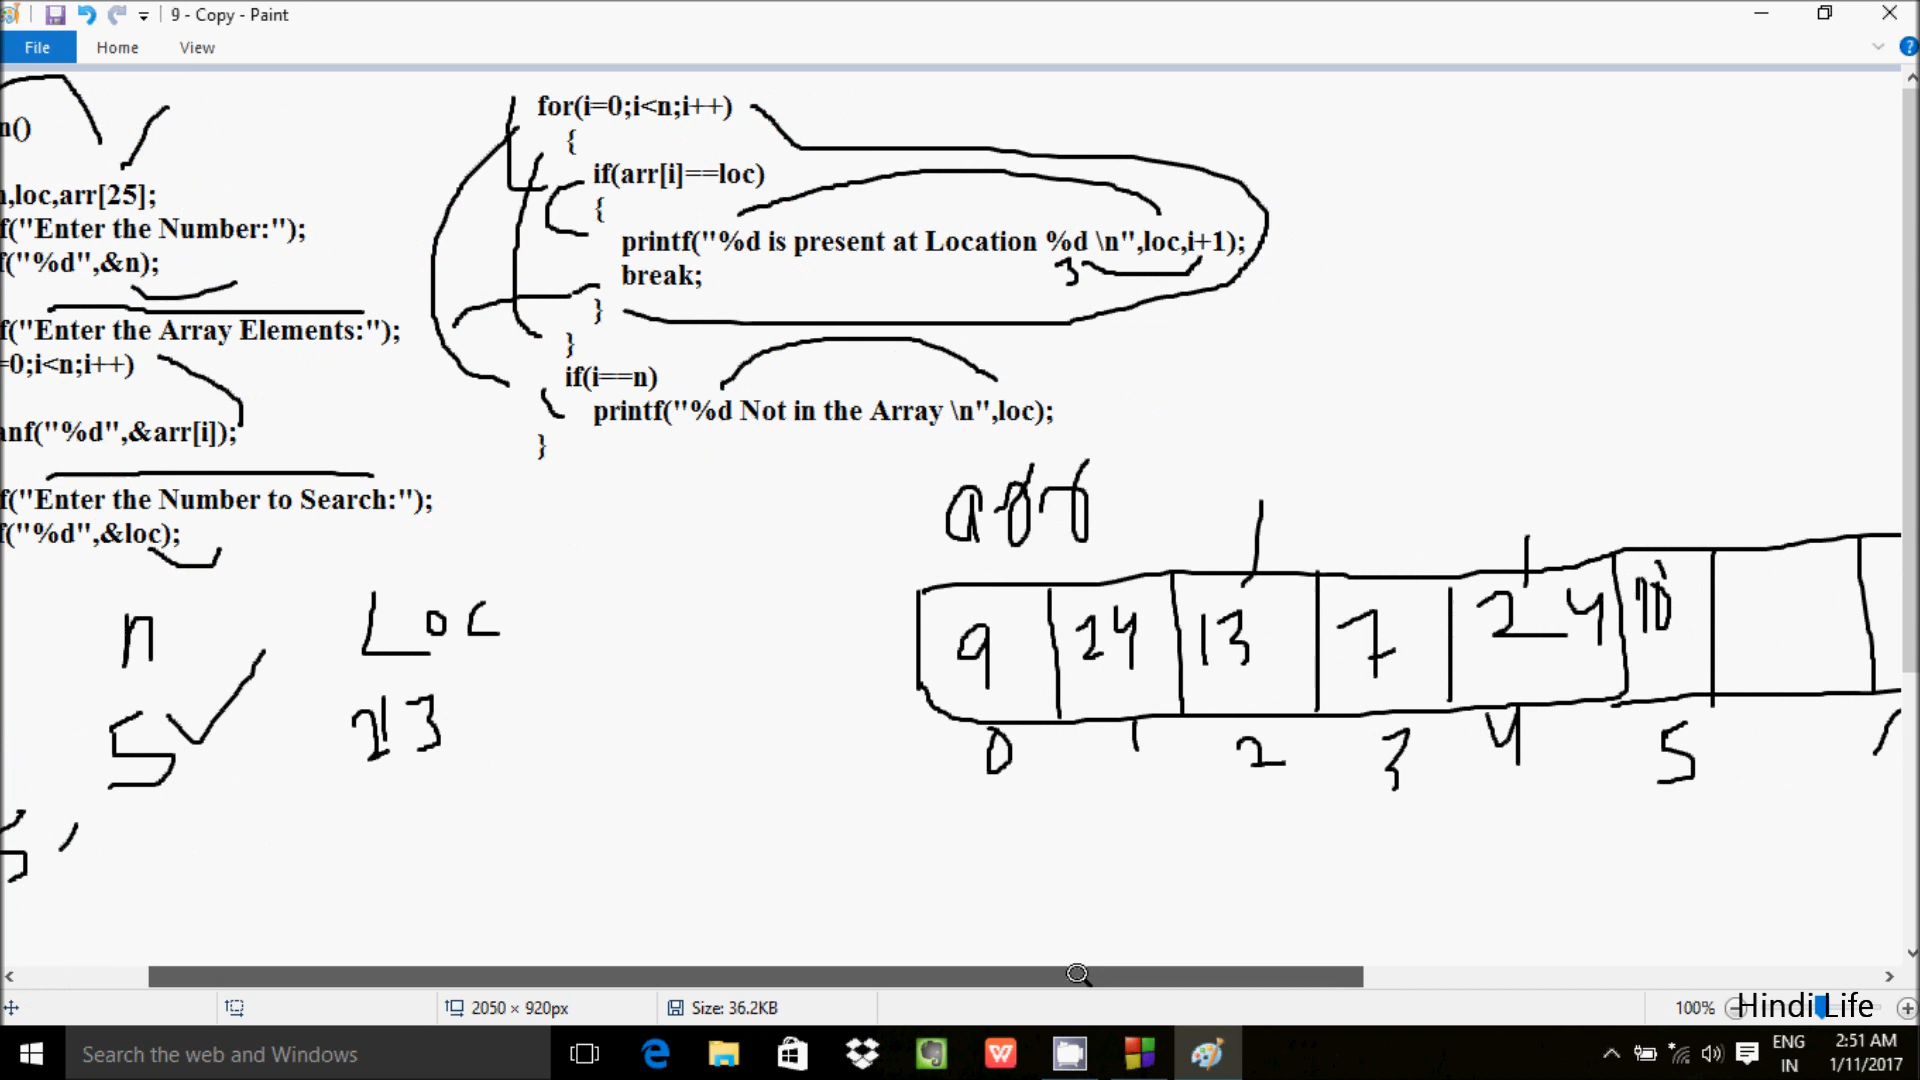 9 - Copy - Paint
File
Home
View
n()
n,loc,arr[25];
f("Enter the Number:");
f("%d",&n);
f("Enter the Array Elements:");
=0;i<n;i++)
anf("%d",&arr[i]);
f("Enter the Number to Search:");
f("%d",&loc);
for(i=0;i<n;i++)
{
if(arr[i]==loc)
{
printf("%d is present at Location %d \n",loc,i+1);
3
break;
}
}
if(i==n)
printf("%d Not in the Array \n",loc);
}
n
Loc
5
arr
9 24 13 7 24
0 1 2 3 4 5
2050 × 920px
Size: 36.2KB
100%
Hindi Life
Search the web and Windows
ENG
IN
2:51 AM
1/11/2017